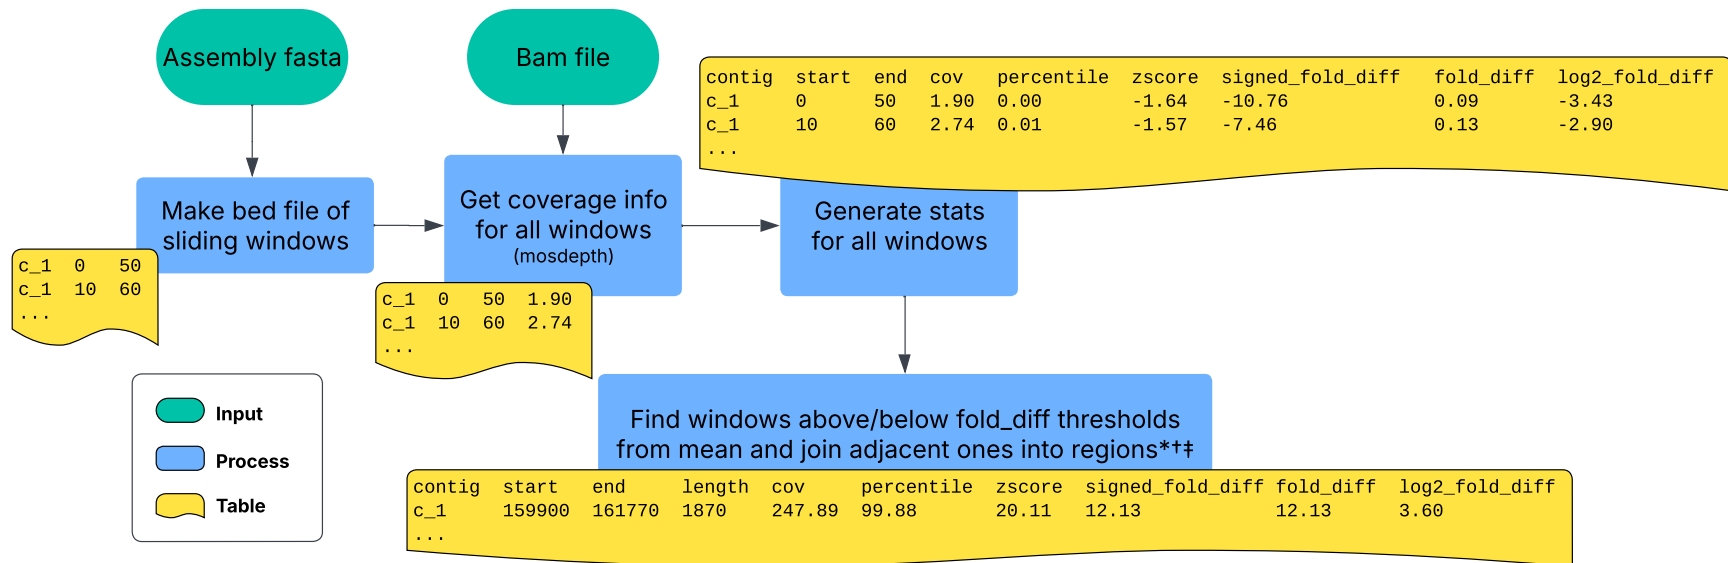 Assembly fasta
Bam file
contig start end cov percentile zscore signed_fold_diff fold_diff log2_fold_diff
c_1 0 50 1.90 0.00 -1.64 -10.76 0.09 -3.43
c_1 10 60 2.74 0.01 -1.57 -7.46 0.13 -2.90
...
Make bed file of
sliding windows
c_1 0 50
c_1 10 60
...
Get coverage info
for all windows
(mosdepth)
c_1 0 50 1.90
c_1 10 60 2.74
...
Generate stats
for all windows
Find windows above/below fold_diff thresholds
from mean and join adjacent ones into regions*†‡
contig start end length cov percentile zscore signed_fold_diff fold_diff log2_fold_diff
c_1 159900 161770 1870 247.89 99.88 20.11 12.13 12.13 3.60
...
Input
Process
Table